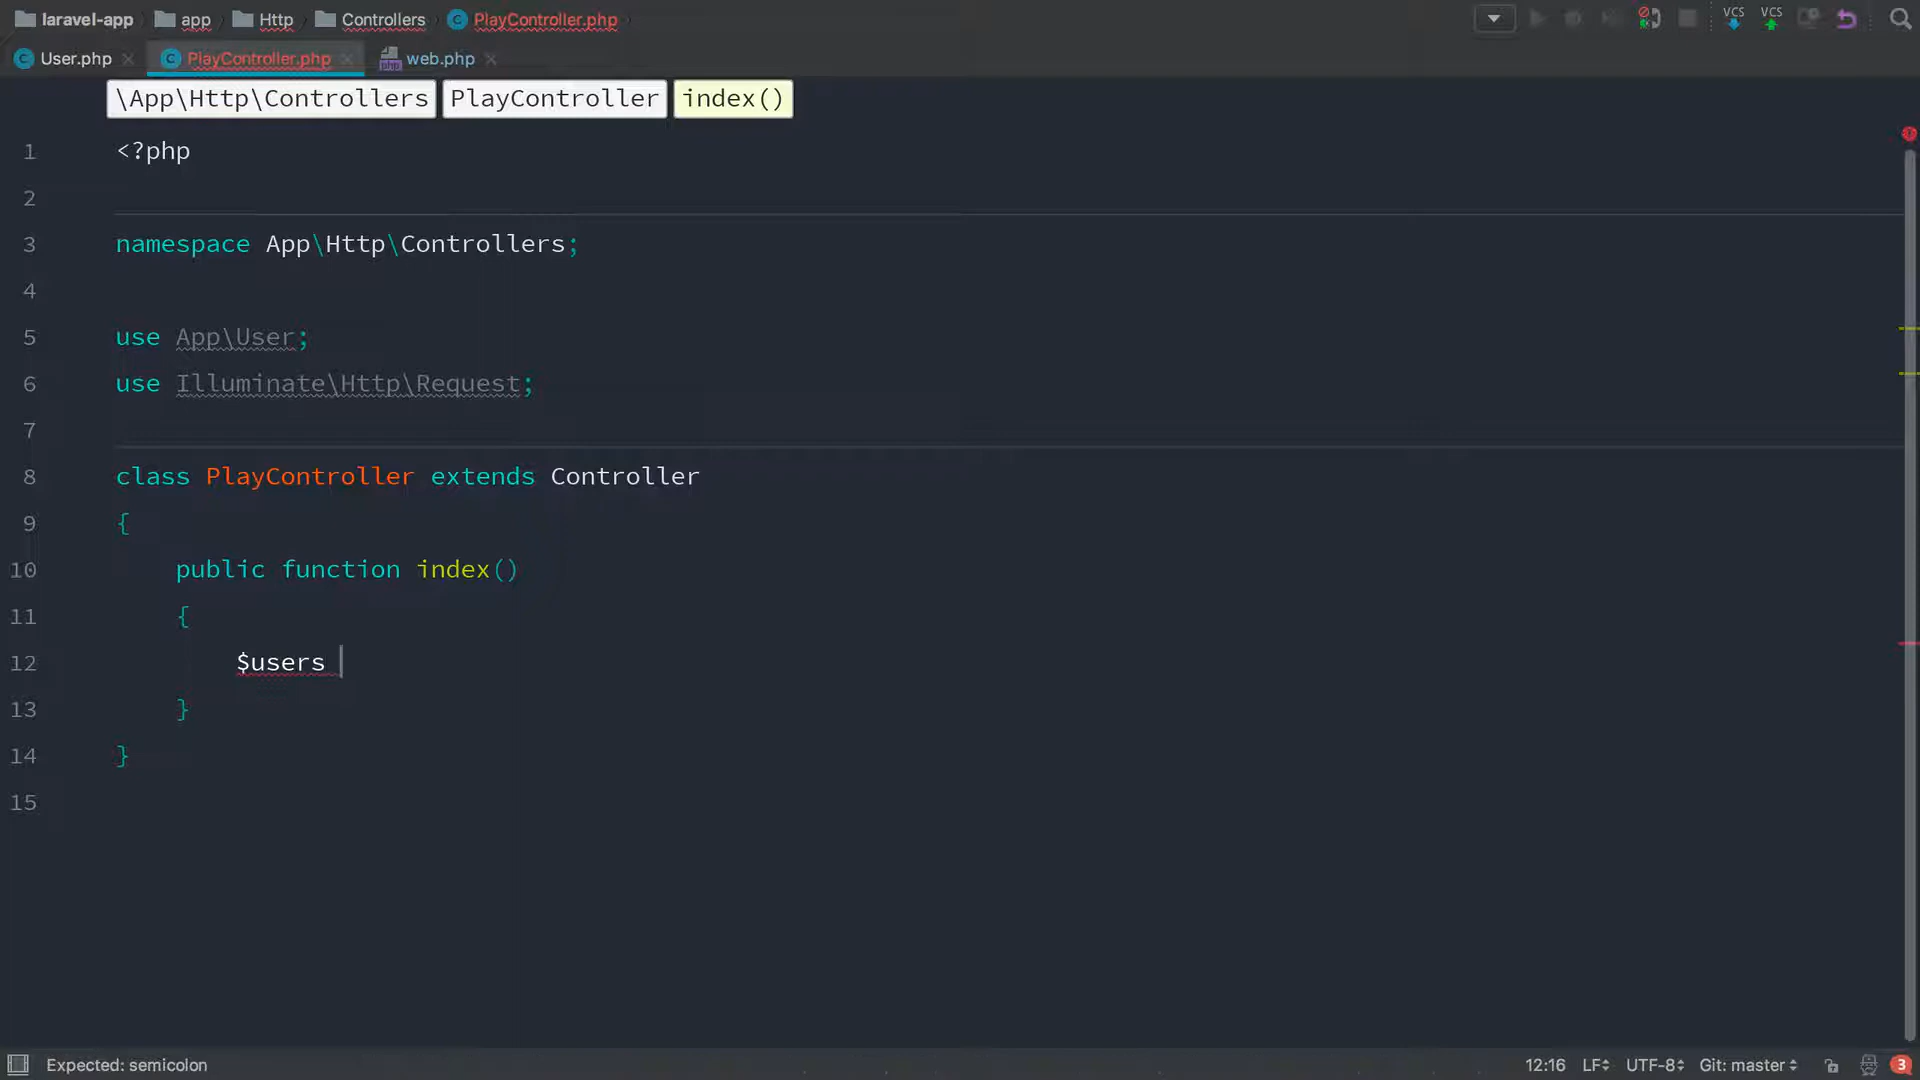 laravel-app app Http Controllers PlayController.php VCS VCS
User.php PlayController.php web.php
\App\Http\Controllers PlayController index()
1 <?php
2
3 namespace App\Http\Controllers;
4
5 use App\User;
6 use Illuminate\Http\Request;
7
8 class PlayController extends Controller
9 {
10 public function index()
11 {
12 $users
13 }
14 }
15
Expected: semicolon 12:16 LF UTF-8 Git: master 3